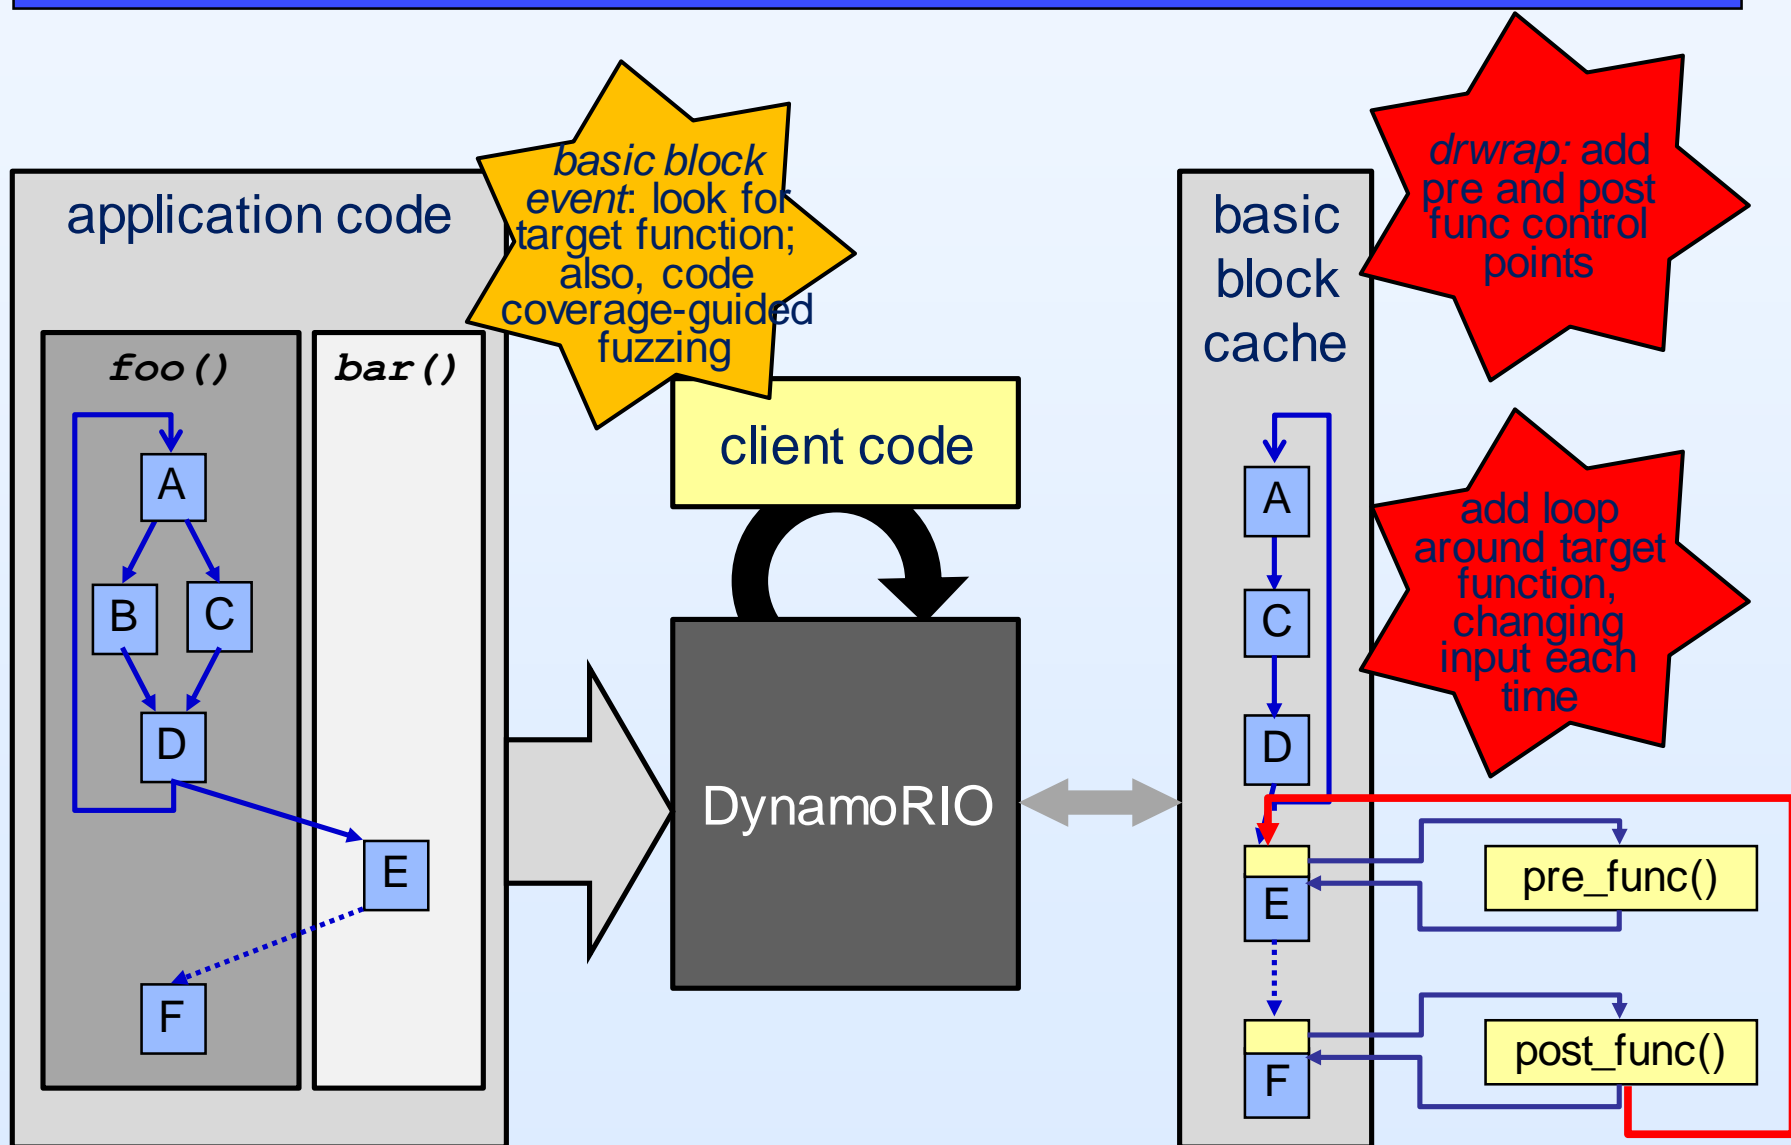 application code
foo()
bar()
A
B
C
D
E
F
basic block
event: look for
target function;
also, code
coverage-guided
fuzzing
client code
DynamoRIO
basic
block
cache
A
C
D
E
F
drwrap: add
pre and post
func control
points
add loop
around target
function,
changing
input each
time
pre_func()
post_func()